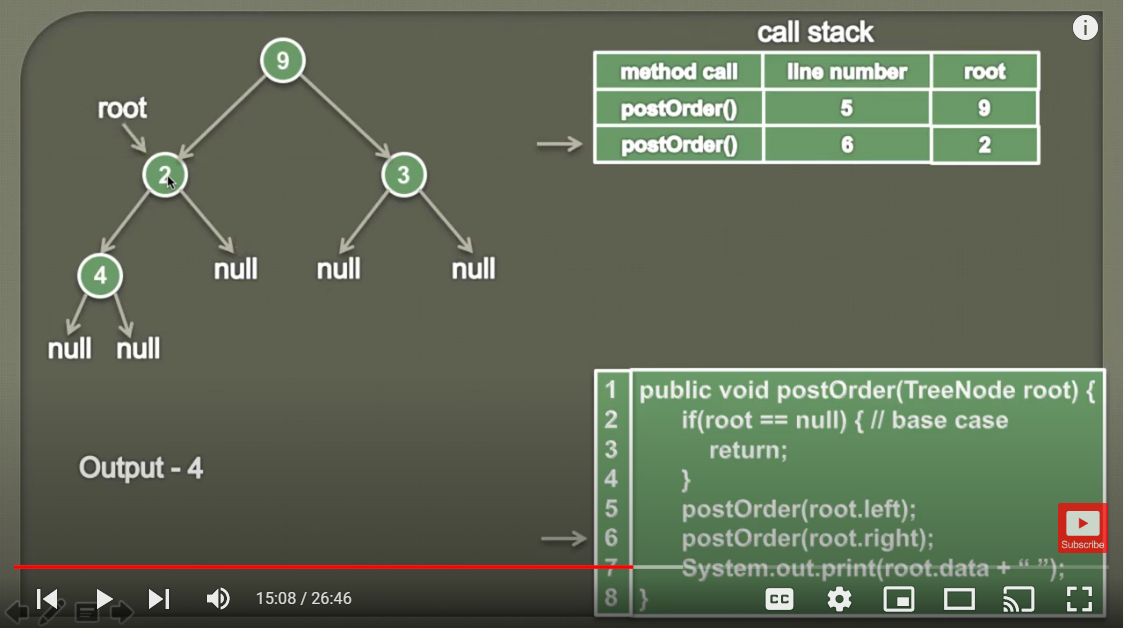 call stack
method call line number root
postOrder() 5 9
postOrder() 6 2
9
root
2 3
4 null null null
null null
Output - 4
1 public void postOrder(TreeNode root) {
2 if(root == null) { // base case
3 return;
4 }
5 postOrder(root.left);
6 postOrder(root.right);
7 System.out.print(root.data + “ ”);
8 }
Subscribe
15:08 / 26:46
CC
i